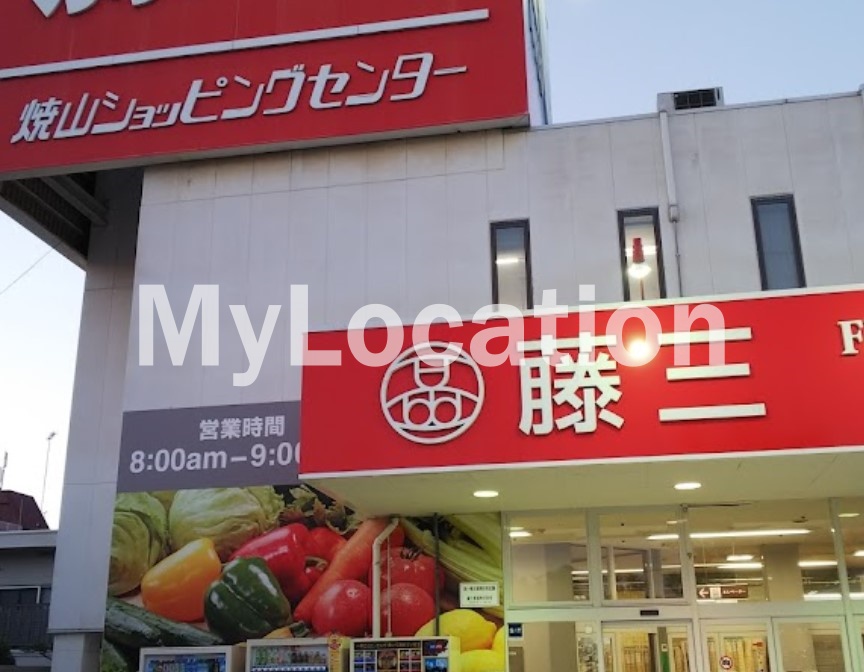 焼山ショッピングセンター
MyLocation
藤三
F
営業時間
8:00am-9:00